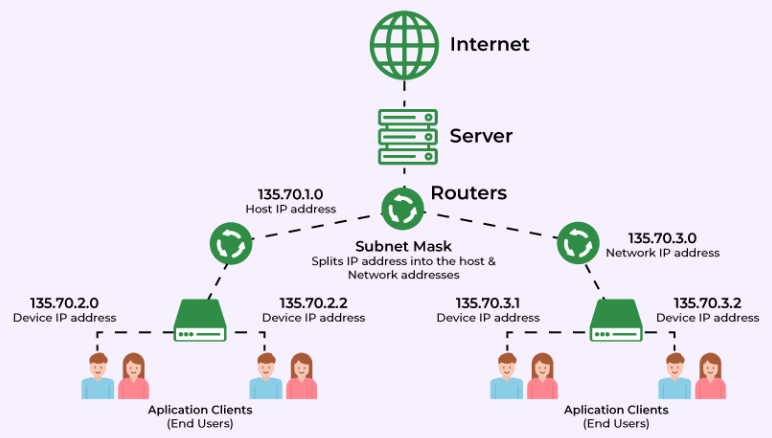 Internet
Server
Routers
135.70.1.0
Host IP address
Subnet Mask
Splits IP address into the host &
Network addresses
135.70.3.0
Network IP address
135.70.2.0
Device IP address
135.70.2.2
Device IP address
135.70.3.1
Device IP address
135.70.3.2
Device IP address
Aplication Clients
(End Users)
Aplication Clients
(End Users)